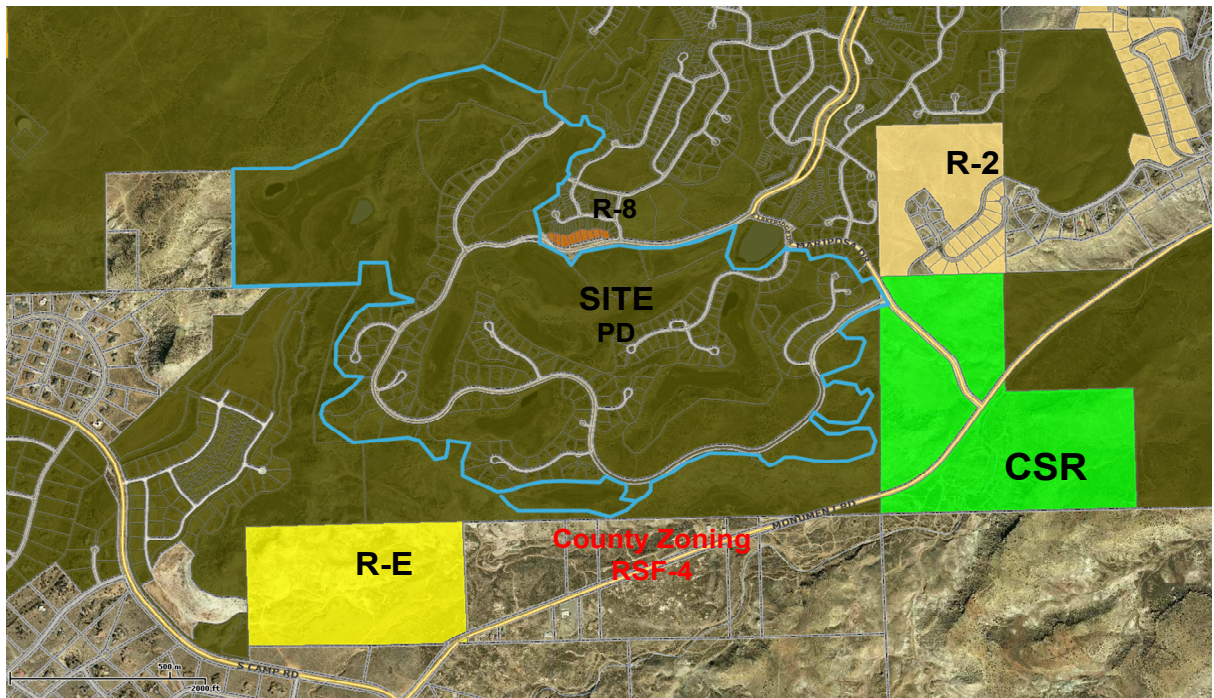 R-2
R-8
MARIPOSA DR
SITE
PD
CSR
MONUMENT RD
County Zoning
RSF-4
R-E
S CAMP RD
500 m
2000 ft